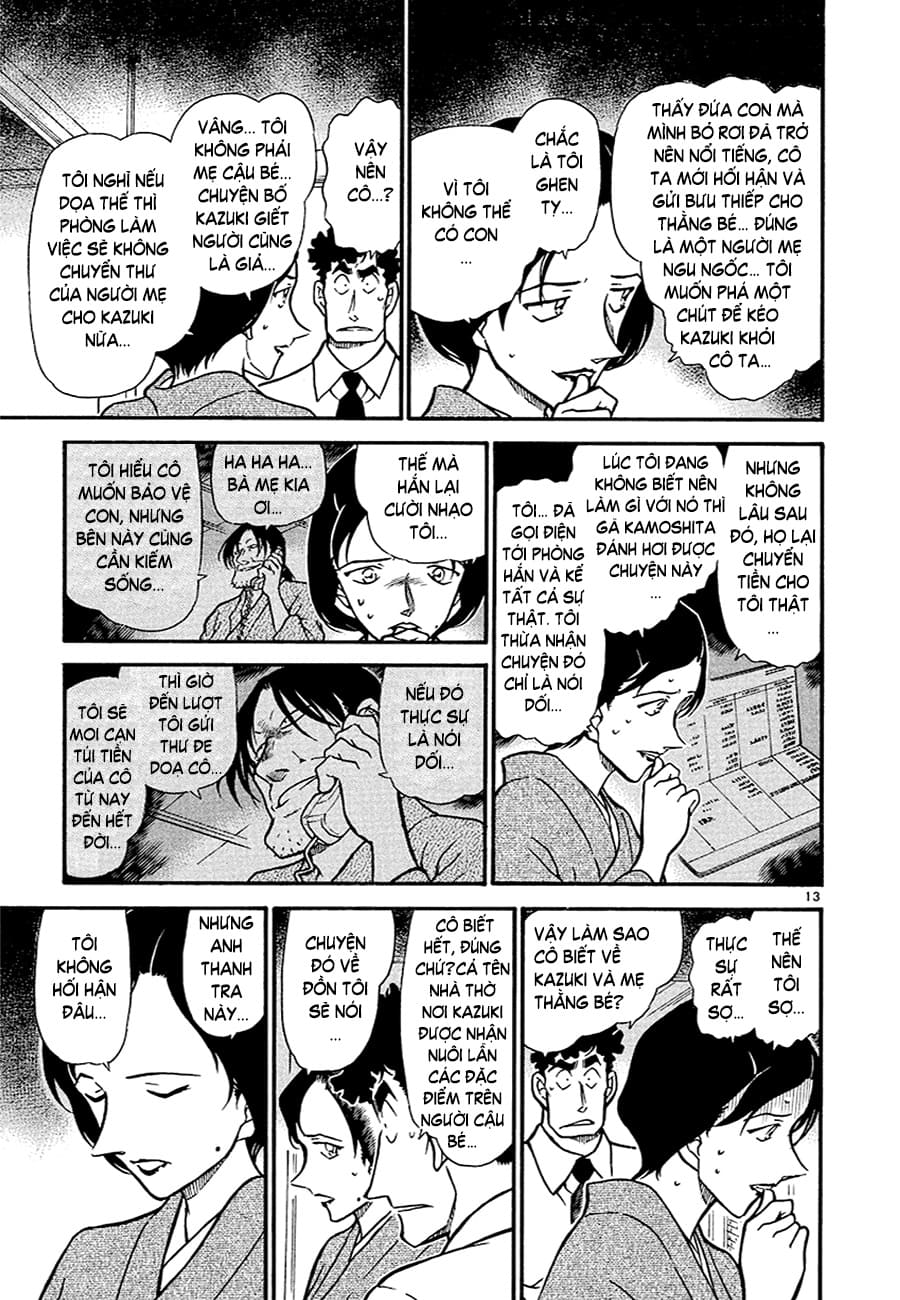 THẤY ĐỨA CON MÀ
MÌNH BỎ RƠI ĐÃ TRỞ
NÊN NỔI TIẾNG, CÔ
TA MỚI HỐI HẬN VÀ
GỬI BƯU THIẾP CHO
THẰNG BÉ... ĐÚNG
LÀ MỘT NGƯỜI MẸ
NGU NGỐC... TÔI
MUỐN PHÁ MỘT
CHÚT ĐỂ KÉO
KAZUKI KHỎI
CÔ TA...
CHẮC
LÀ TÔI
GHEN
TỴ...
VÌ TÔI
KHÔNG THỂ
CÓ CON
...
VẬY
NÊN
CÔ...?
VÂNG... TÔI
KHÔNG PHẢI
MẸ CẬU BÉ...
CHUYỆN BỐ
KAZUKI GIẾT
NGƯỜI CŨNG
LÀ GIẢ...
TÔI NGHĨ NẾU
DỌA THẾ THÌ
PHÒNG LÀM
VIỆC SẼ KHÔNG
CHUYỂN THƯ
CỦA NGƯỜI MẸ
CHO KAZUKI
NỮA...
NHƯNG
KHÔNG
LÂU SAU
ĐÓ, HỌ LẠI
CHUYỂN
TIỀN CHO
TÔI THẬT
...
LÚC TÔI ĐANG
KHÔNG BIẾT NÊN
LÀM GÌ VỚI NÓ THÌ
GÃ KAMOSHITA
ĐÁNH HƠI ĐƯỢC
CHUYỆN NÀY
...
TÔI... ĐÃ
GỌI ĐIỆN
TỚI PHÒNG
HẮN VÀ KỂ
TẤT CẢ SỰ
THẬT. TÔI
THỪA NHẬN
CHUYỆN ĐÓ
CHỈ LÀ NÓI
DỐI...
THẾ MÀ
HẮN LẠI
CƯỜI NHẠO
TÔI...
HA HA HA...
BÀ MẸ KIA
ƠI...
TÔI HIỂU CÔ
MUỐN BẢO VỆ
CON, NHƯNG
BÊN NÀY CŨNG
CẦN KIẾM
SỐNG...
NẾU ĐÓ
THỰC SỰ
LÀ NÓI
DỐI...
THÌ GIỜ
ĐẾN LƯỢT
TÔI GỬI
THƯ ĐE
DOẠ CÔ...
TÔI SẼ
MOI CẠN
TÚI TIỀN
CỦA CÔ
TỪ NAY
ĐẾN HẾT
ĐỜI...
13
THẾ
NÊN
TÔI
SỢ...
THỰC
SỰ RẤT
SỢ...
VẬY LÀM SAO
CÔ BIẾT VỀ
KAZUKI VÀ MẸ
THẰNG BÉ?
CÔ BIẾT
HẾT, ĐÚNG
CHỨ? CẢ TÊN
NHÀ THỜ
NƠI KAZUKI
ĐƯỢC NHẬN
NUÔI LẪN
CÁC ĐẶC
ĐIỂM TRÊN
NGƯỜI CẬU
BÉ...
CHUYỆN
ĐÓ VỀ
ĐỒN TÔI
SẼ NÓI
...
NHƯNG
ANH
THANH
TRA
NÀY...
TÔI
KHÔNG
HỐI HẬN
ĐÂU...